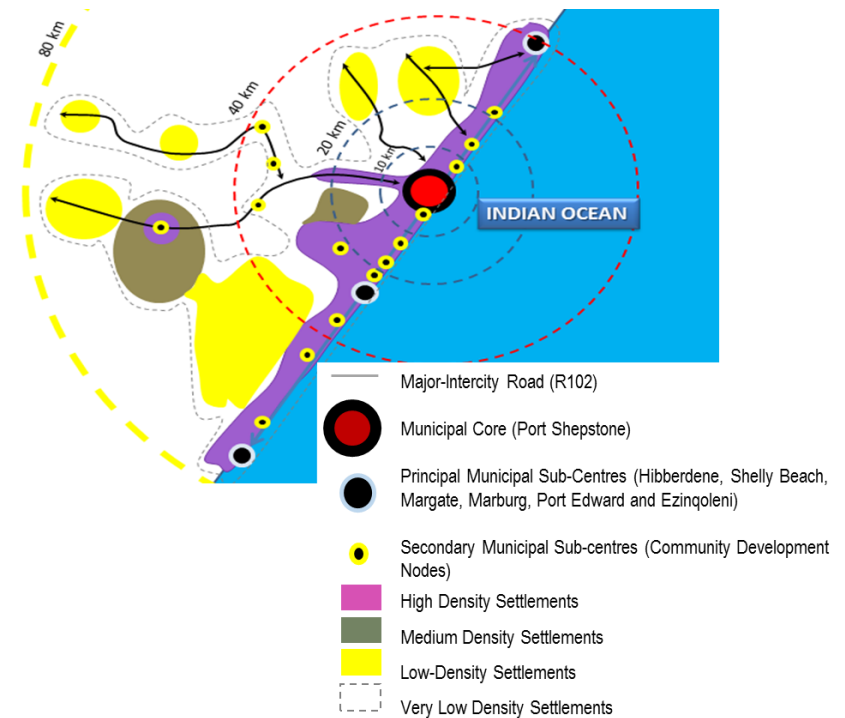 80 km
40 km
20 km
10 km
INDIAN OCEAN
Major-Intercity Road (R102)
Municipal Core (Port Shepstone)
Principal Municipal Sub-Centres (Hibberdene, Shelly Beach,
Margate, Marburg, Port Edward and Ezinqoleni)
Secondary Municipal Sub-centres (Community Development
Nodes)
High Density Settlements
Medium Density Settlements
Low-Density Settlements
Very Low Density Settlements